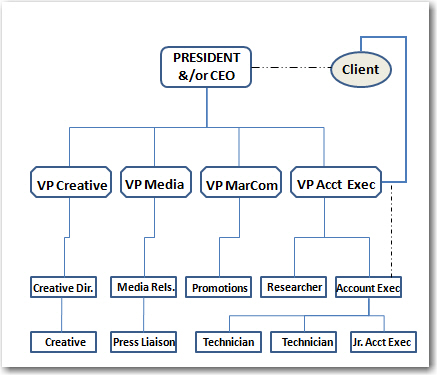 PRESIDENT
&/or CEO
Client
VP Creative
VP Media
VP MarCom
VP Acct Exec
Creative Dir.
Media Rels.
Promotions
Researcher
Account Exec
Creative
Press Liaison
Technician
Technician
Jr. Acct Exec